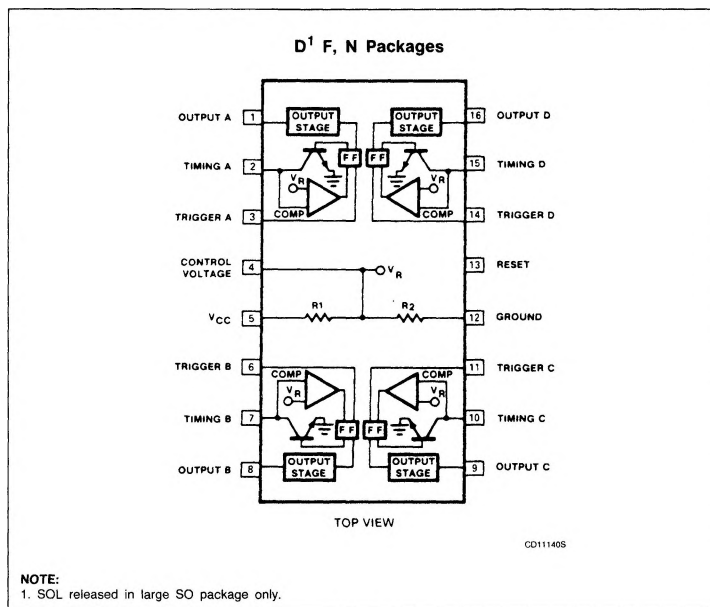 D¹ F, N Packages
OUTPUT A 1 OUTPUT STAGE OUTPUT STAGE 16 OUTPUT D
TIMING A 2 FF FF 15 TIMING D
VR VR
TRIGGER A 3 COMP COMP 14 TRIGGER D
CONTROL VOLTAGE 4 VR 13 RESET
VCC 5 R1 R2 12 GROUND
TRIGGER B 6 COMP COMP 11 TRIGGER C
VR VR
TIMING B 7 FF FF 10 TIMING C
OUTPUT B 8 OUTPUT STAGE OUTPUT STAGE 9 OUTPUT C
TOP VIEW
CD11140S
NOTE:
1. SOL released in large SO package only.